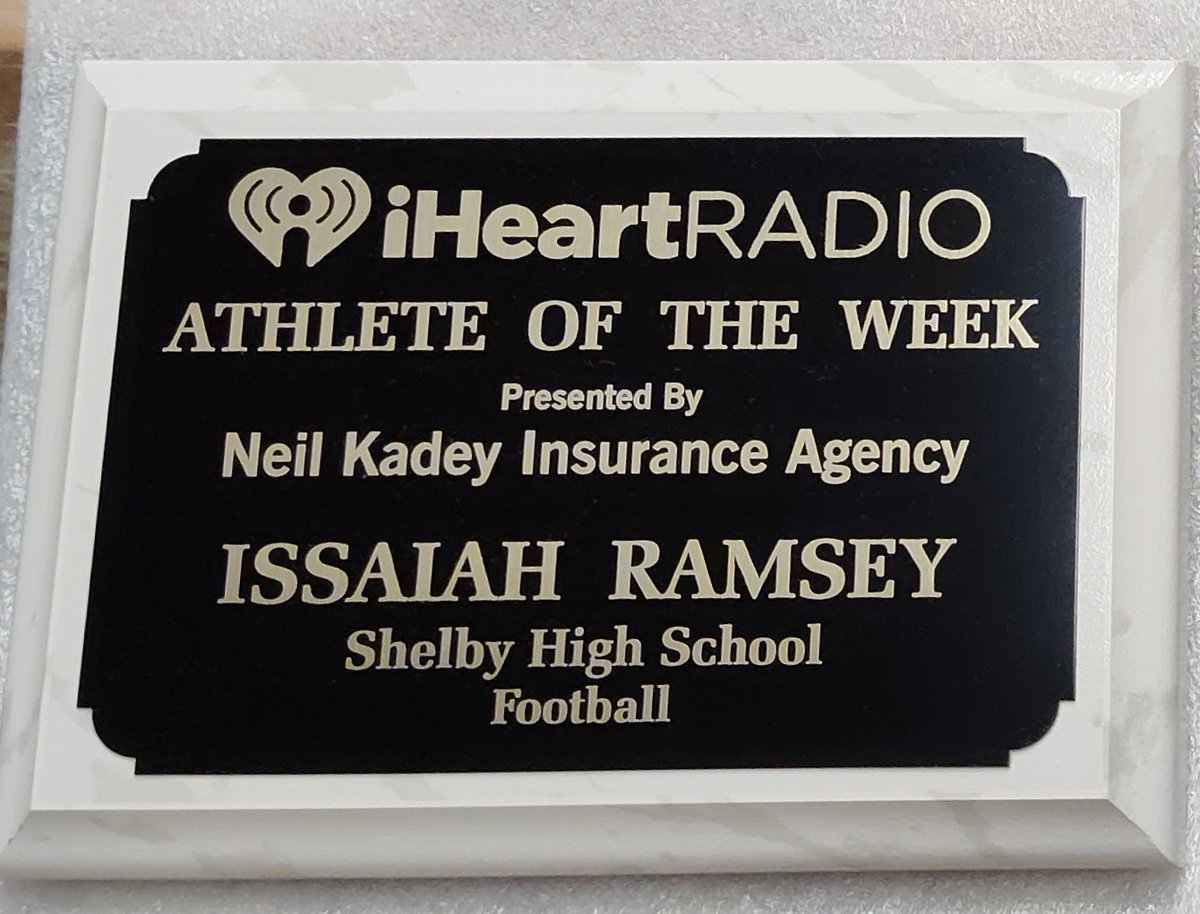 iHeartRADIO
ATHLETE OF THE WEEK
Presented By
Neil Kadey Insurance Agency
ISSAIAH RAMSEY
Shelby High School
Football